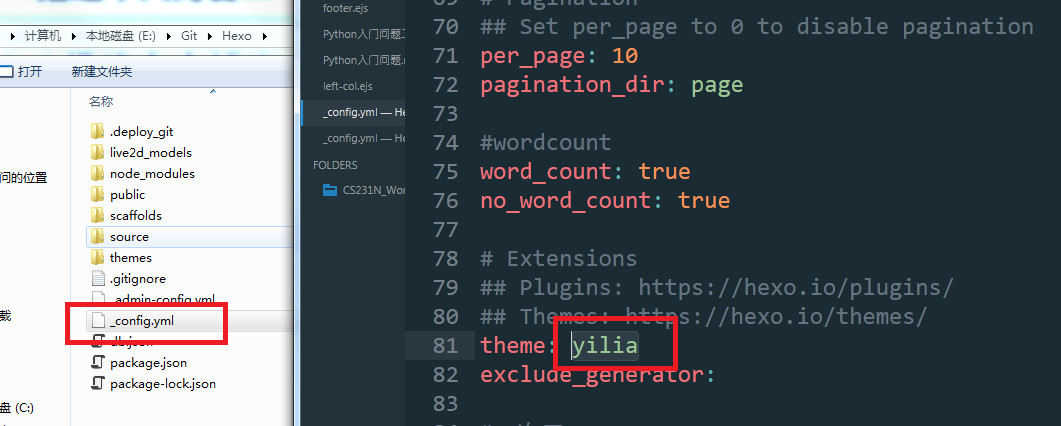 计算机
本地磁盘 (E:)
Git
Hexo
打开
新建文件夹
名称
.deploy_git
live2d_models
node_modules
public
scaffolds
source
themes
.gitignore
_admin-config.yml
_config.yml
db.json
package.json
package-lock.json
问的位置
载
盘 (C:)
footer.ejs
Python入门问题
Python入门问题
left-col.ejs
_config.yml — He
_config.yml — He
FOLDERS
CS231N_Wor
# Pagination
70 ## Set per_page to 0 to disable pagination
71 per_page: 10
72 pagination_dir: page
73
74 #wordcount
75 word_count: true
76 no_word_count: true
77
78 # Extensions
79 ## Plugins: https://hexo.io/plugins/
80 ## Themes: https://hexo.io/themes/
81 theme: yilia
82 exclude_generator:
83